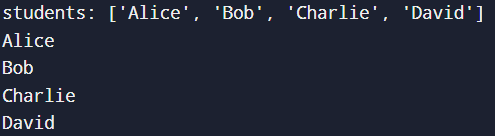 students: ['Alice', 'Bob', 'Charlie', 'David']
Alice
Bob
Charlie
David